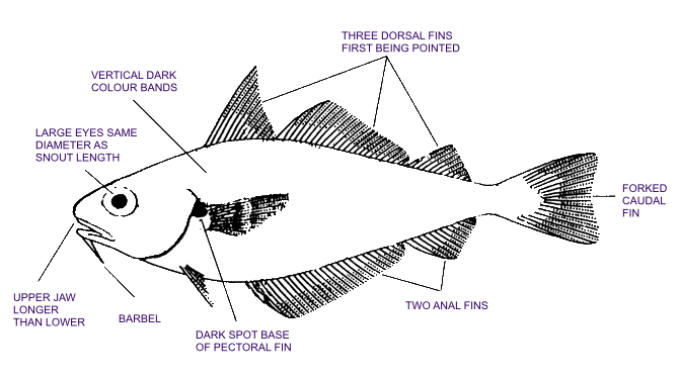 THREE DORSAL FINS
FIRST BEING POINTED
VERTICAL DARK
COLOUR BANDS
LARGE EYES SAME
DIAMETER AS
SNOUT LENGTH
FORKED
CAUDAL
FIN
UPPER JAW
LONGER
THAN LOWER
BARBEL
TWO ANAL FINS
DARK SPOT BASE
OF PECTORAL FIN